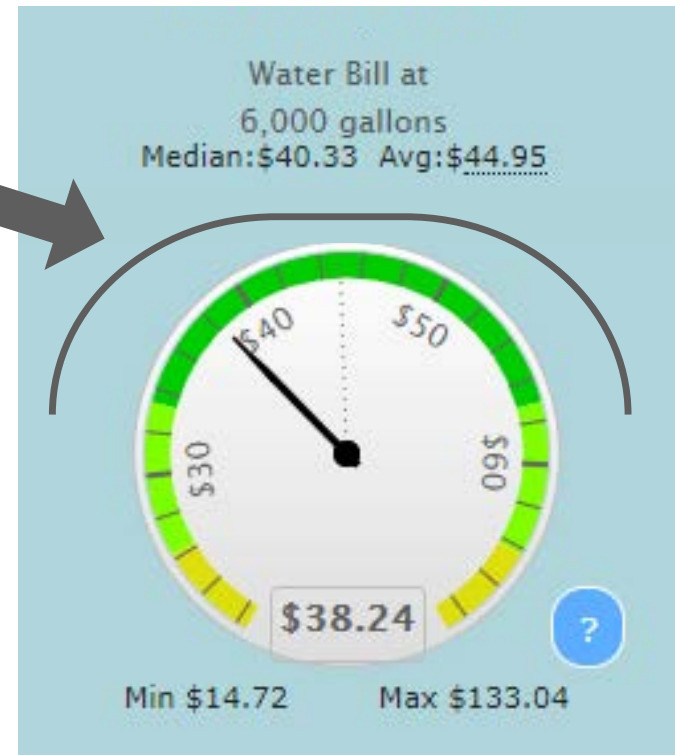 Water Bill at
6,000 gallons
Median:$40.33 Avg:$44.95
$40
$50
$30
$60
$38.24
?
Min $14.72 Max $133.04